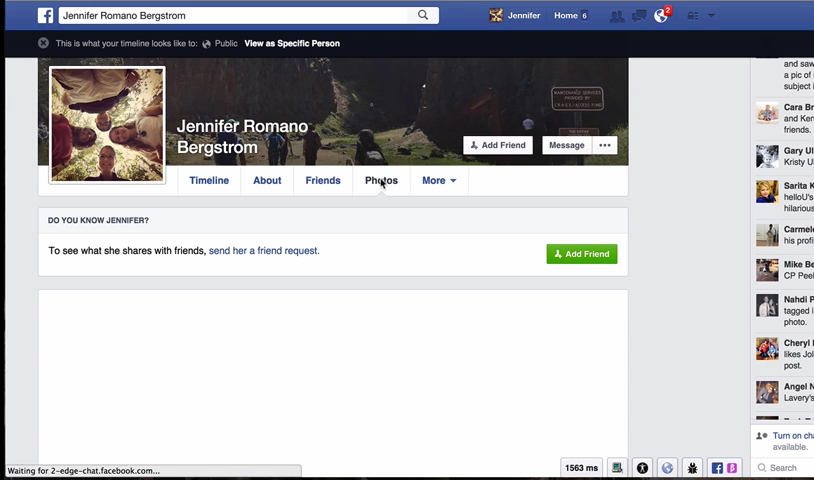 Jennifer Romano Bergstrom
Jennifer
Home 6
2
This is what your timeline looks like to: Public View as Specific Person
Jennifer Romano
Bergstrom
Add Friend
Message
Timeline
About
Friends
Photos
More
DO YOU KNOW JENNIFER?
To see what she shares with friends, send her a friend request.
Add Friend
and saw
a pic of
subject
Cara Br
and Ken
friends.
Gary Ul
Kristy U
Sarita K
helloU's
hilarious
Carmel
his profi
Mike Be
CP Peel
Nahdi P
tagged i
photo.
Cheryl
likes Jol
post.
Angel N
Lavery's
Turn on cha
available.
Search
Waiting for 2-edge-chat.facebook.com...
1563 ms